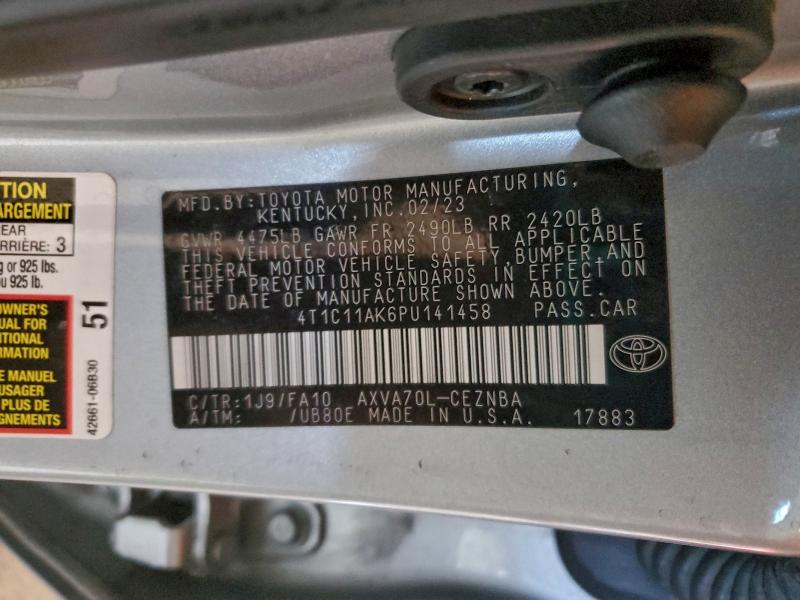 TION
ARGEMENT
EAR
ARRIÈRE: 3
g or 925 lbs.
u 925 lb.
OWNER'S
UAL FOR
ITIONAL
RMATION
E MANUEL
USAGER
PLUS DE
GNEMENTS
51
42661-06B30
MFD.BY:TOYOTA MOTOR MANUFACTURING,
KENTUCKY,INC.02/23
GVWR 4475LB GAWR FR 2490LB RR 2420LB
THIS VEHICLE CONFORMS TO ALL APPLICABLE
FEDERAL MOTOR VEHICLE SAFETY,BUMPER,AND
THEFT PREVENTION STANDARDS IN EFFECT ON
THE DATE OF MANUFACTURE SHOWN ABOVE.
4T1C11AK6PU141458 PASS.CAR
C/TR:1J9/FA10 AXVA70L-CEZNBA
A/TM: /UB80E MADE IN U.S.A. 17883